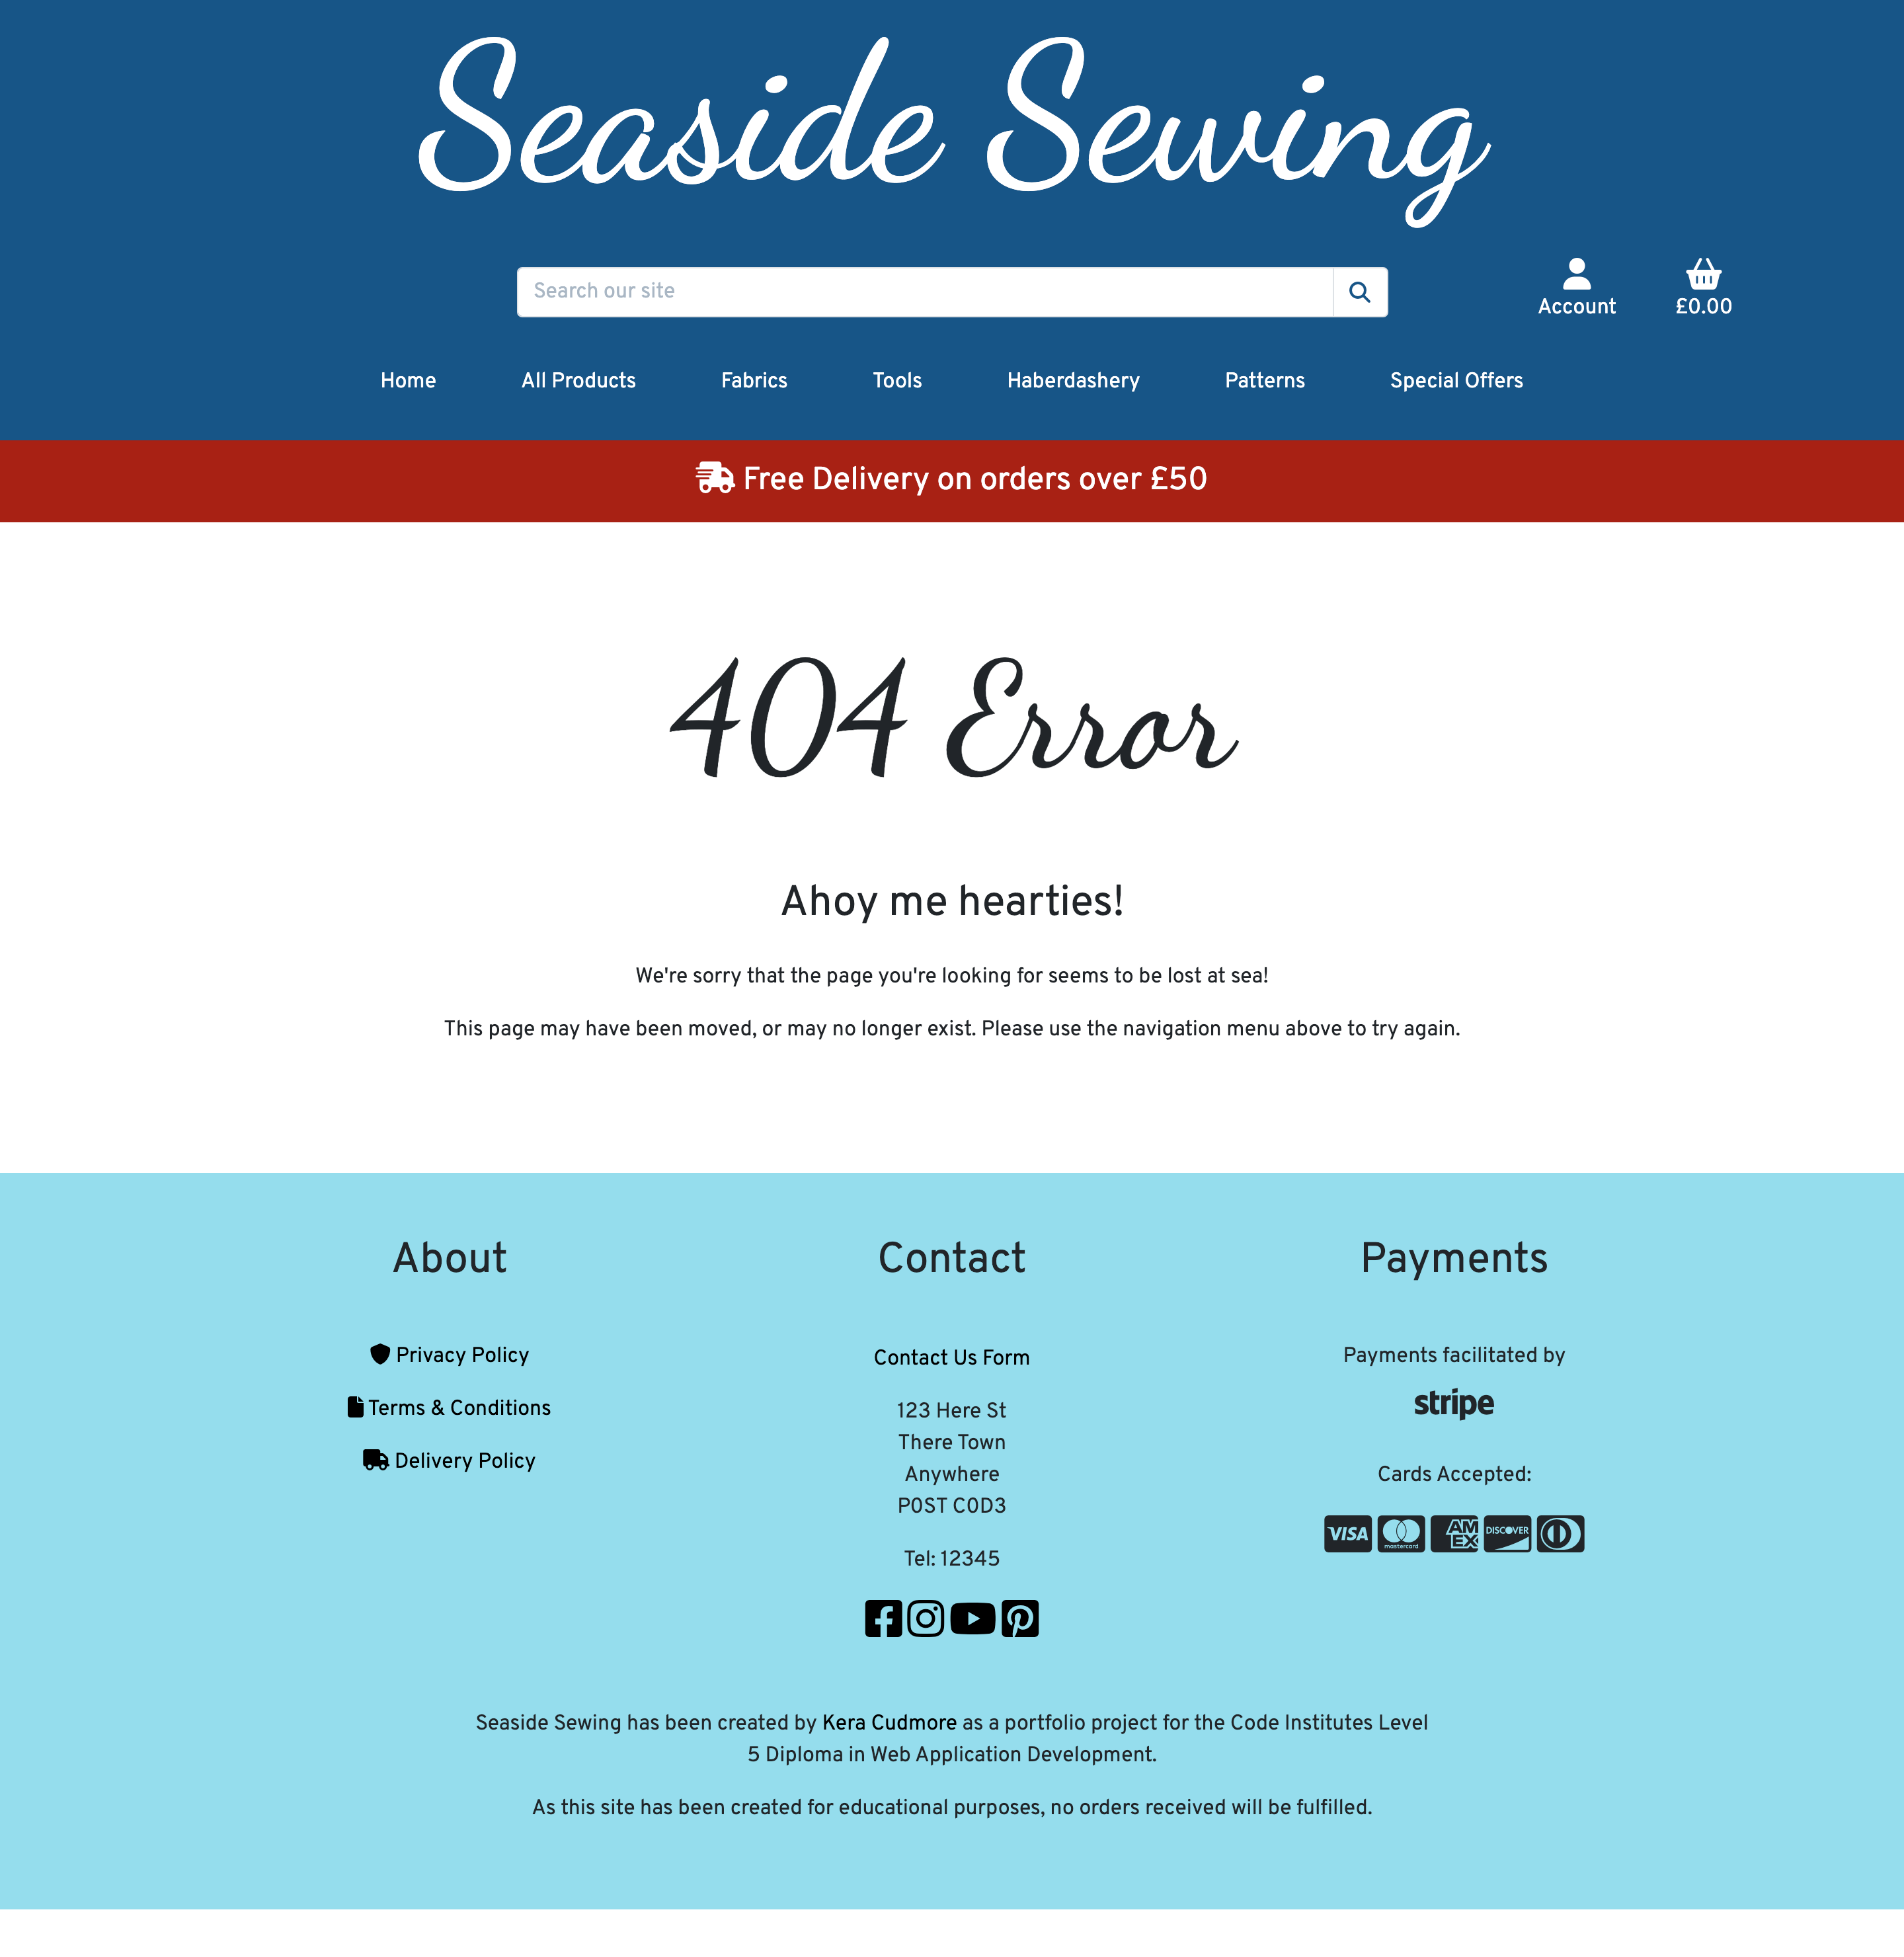 Seaside Sewing
Search our site
Account
£0.00
Home All Products Fabrics Tools Haberdashery Patterns Special Offers
Free Delivery on orders over £50
404 Error
Ahoy me hearties!
We're sorry that the page you're looking for seems to be lost at sea!
This page may have been moved, or may no longer exist. Please use the navigation menu above to try again.
About
Privacy Policy
Terms & Conditions
Delivery Policy
Contact
Contact Us Form
123 Here St
There Town
Anywhere
P0ST C0D3
Tel: 12345
Payments
Payments facilitated by
stripe
Cards Accepted:
VISA mastercard AM EX DISCOVER
Seaside Sewing has been created by Kera Cudmore as a portfolio project for the Code Institutes Level
5 Diploma in Web Application Development.
As this site has been created for educational purposes, no orders received will be fulfilled.